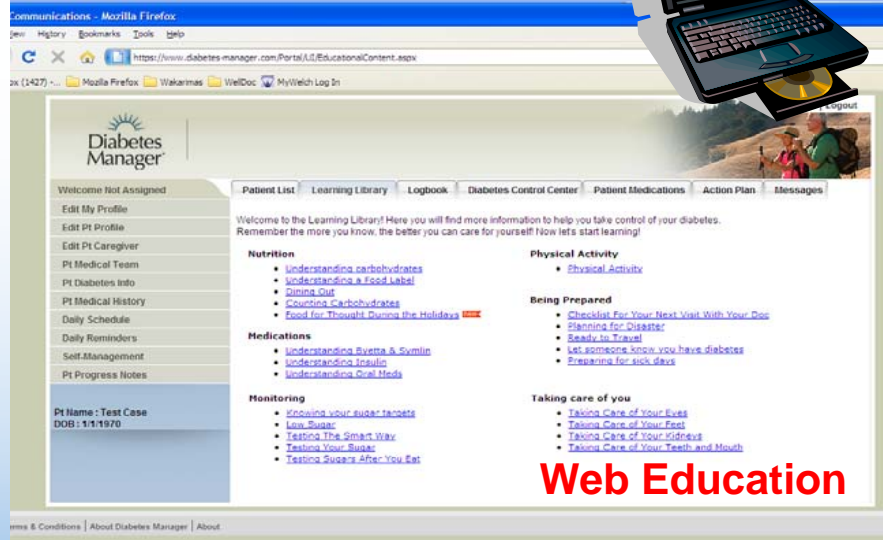 Communications - Mozilla Firefox
View History Bookmarks Tools Help
https://www.diabetes-manager.com/Portal/UI/EducationalContent.aspx
(1427) -... Mozilla Firefox Wakarimas WellDoc MyWelch Log In
Logout
Diabetes
Manager
Welcome Not Assigned
Edit My Profile
Edit Pt Profile
Edit Pt Caregiver
Pt Medical Team
Pt Diabetes Info
Pt Medical History
Daily Schedule
Daily Reminders
Self-Management
Pt Progress Notes
Pt Name : Test Case
DOB : 1/1/1970
Patient List Learning Library Logbook Diabetes Control Center Patient Medications Action Plan Messages
Welcome to the Learning Library! Here you will find more information to help you take control of your diabetes.
Remember the more you know, the better you can care for yourself! Now let's start learning!
Nutrition
Understanding carbohydrates
Understanding a Food Label
Dining Out
Counting Carbohydrates
Food for Thought During the Holidays
Medications
Understanding Byetta & Symlin
Understanding Insulin
Understanding Oral Meds
Monitoring
Knowing your sugar targets
Low Sugar
Testing The Smart Way
Testing Your Sugar
Testing Sugars After You Eat
Physical Activity
Physical Activity
Being Prepared
Checklist For Your Next Visit With Your Doc
Planning for Disaster
Ready to Travel
Let someone know you have diabetes
Preparing for sick days
Taking care of you
Taking Care of Your Eyes
Taking Care of Your Feet
Taking Care of Your Kidneys
Taking Care of Your Teeth and Mouth
Web Education
Terms & Conditions | About Diabetes Manager | About